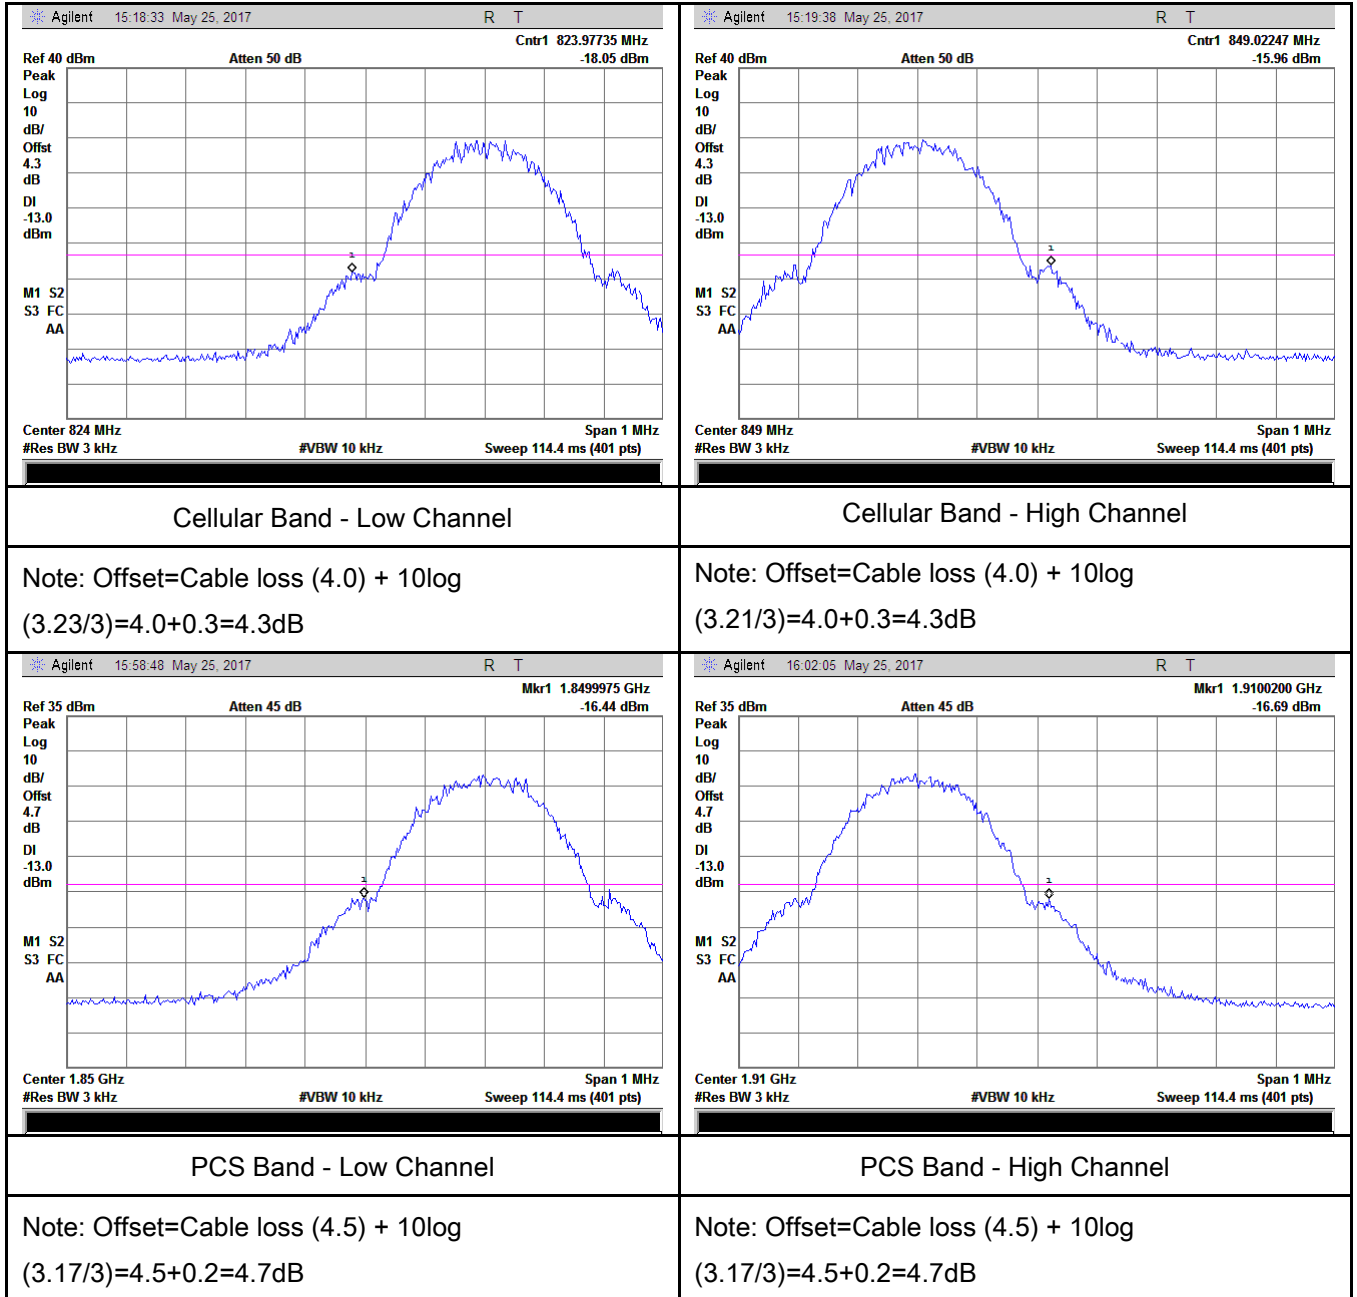 Agilent 15:18:33 May 25, 2017 R T
Cntr1 823.97735 MHz
Ref 40 dBm Atten 50 dB -18.05 dBm
Peak
Log
10
dB/
Offst
4.3
dB
DI
-13.0
dBm
1
M1 S2
S3 FC
AA
Center 824 MHz Span 1 MHz
#Res BW 3 kHz #VBW 10 kHz Sweep 114.4 ms (401 pts)
Cellular Band - Low Channel
Note: Offset=Cable loss (4.0) + 10log
(3.23/3)=4.0+0.3=4.3dB
Agilent 15:19:38 May 25, 2017 R T
Cntr1 849.02247 MHz
Ref 40 dBm Atten 50 dB -15.96 dBm
Peak
Log
10
dB/
Offst
4.3
dB
DI
-13.0
dBm
1
M1 S2
S3 FC
AA
Center 849 MHz Span 1 MHz
#Res BW 3 kHz #VBW 10 kHz Sweep 114.4 ms (401 pts)
Cellular Band - High Channel
Note: Offset=Cable loss (4.0) + 10log
(3.21/3)=4.0+0.3=4.3dB
Agilent 15:58:48 May 25, 2017 R T
Mkr1 1.8499975 GHz
Ref 35 dBm Atten 45 dB -16.44 dBm
Peak
Log
10
dB/
Offst
4.7
dB
DI
-13.0
dBm
1
M1 S2
S3 FC
AA
Center 1.85 GHz Span 1 MHz
#Res BW 3 kHz #VBW 10 kHz Sweep 114.4 ms (401 pts)
PCS Band - Low Channel
Note: Offset=Cable loss (4.5) + 10log
(3.17/3)=4.5+0.2=4.7dB
Agilent 16:02:05 May 25, 2017 R T
Mkr1 1.9100200 GHz
Ref 35 dBm Atten 45 dB -16.69 dBm
Peak
Log
10
dB/
Offst
4.7
dB
DI
-13.0
dBm
1
M1 S2
S3 FC
AA
Center 1.91 GHz Span 1 MHz
#Res BW 3 kHz #VBW 10 kHz Sweep 114.4 ms (401 pts)
PCS Band - High Channel
Note: Offset=Cable loss (4.5) + 10log
(3.17/3)=4.5+0.2=4.7dB